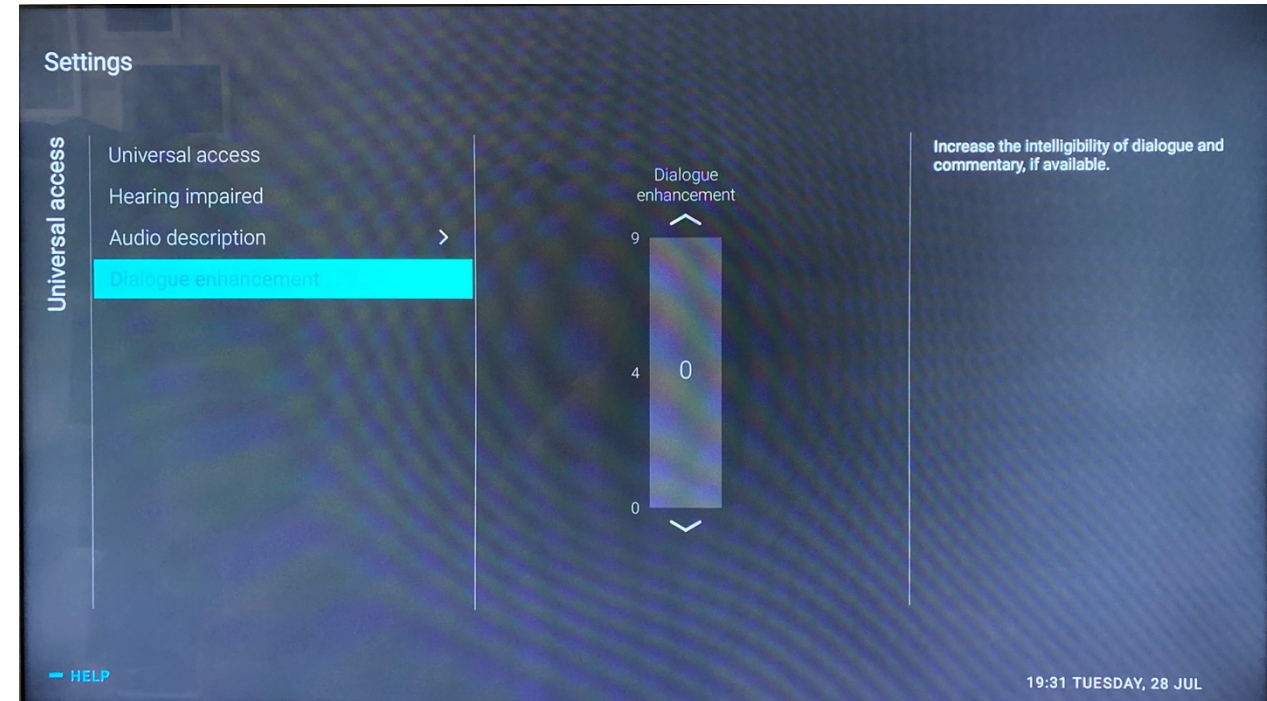 Settings
Universal access
Universal access
Hearing impaired
Audio description
Dialogue enhancement
Dialogue
enhancement
9
4
0
0
Increase the intelligibility of dialogue and
commentary, if available.
HELP
19:31 TUESDAY, 28 JUL